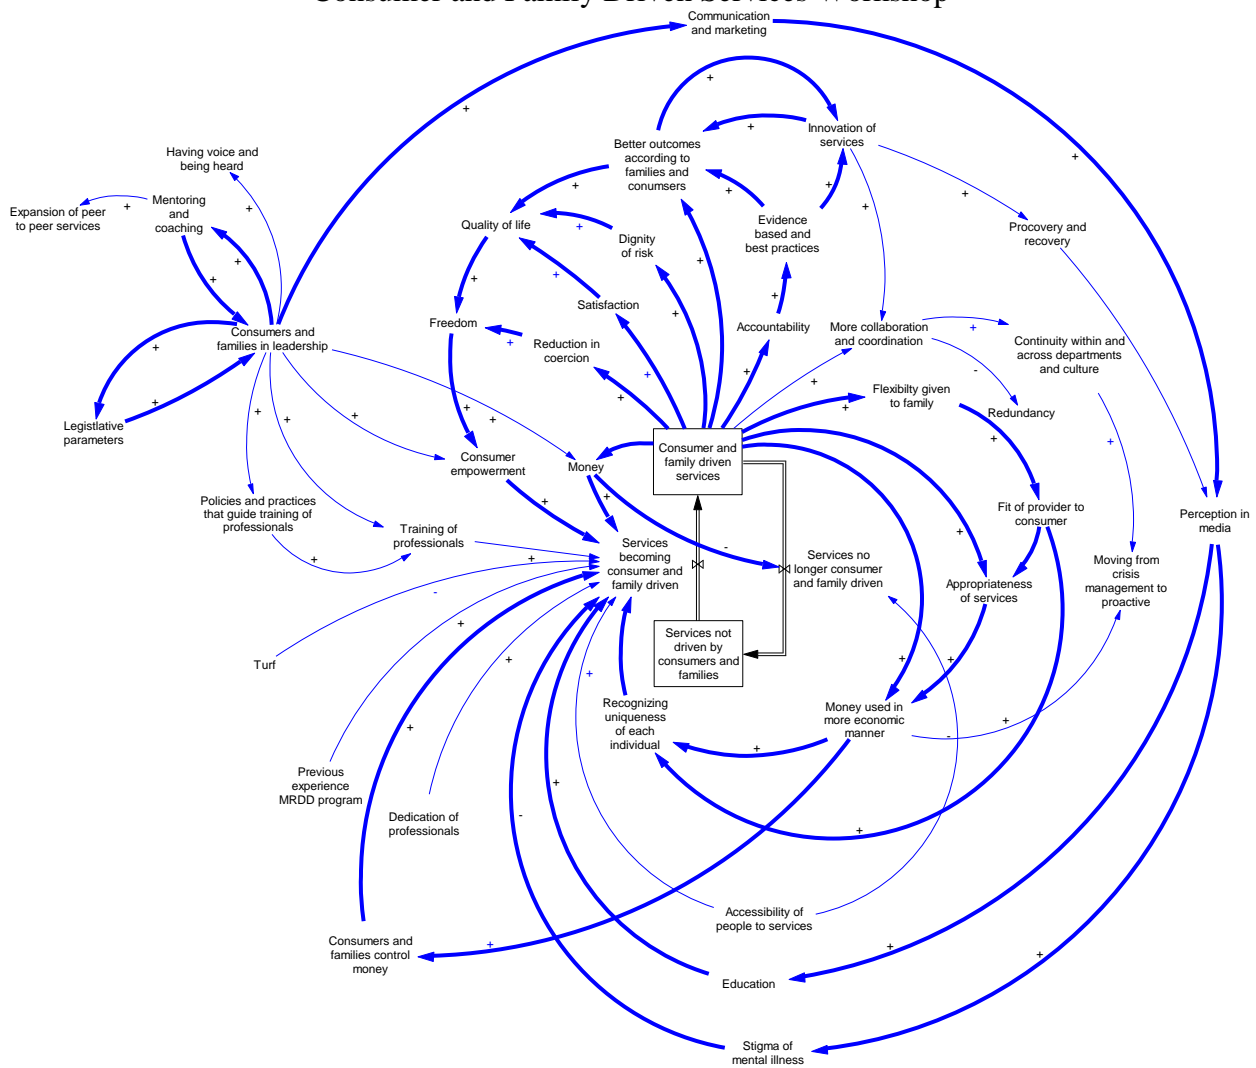 Consumer and Family Driven Services Workshop
Communication
and marketing
Innovation of
services
Better outcomes
according to
families and
conumsers
Having voice and
being heard
Mentoring
and
coaching
Expansion of peer
to peer services
Quality of life
Dignity
of risk
Evidence
based and
best practices
Procovery and
recovery
Satisfaction
Freedom
Accountability
More collaboration
and coordination
Consumers and
families in leadership
Reduction in
coercion
Continuity within and
across departments
and culture
Flexibilty given
to family
Redundancy
Legistlative
parameters
Consumer
empowerment
Money
Consumer and
family driven
services
Policies and practices
that guide training of
professionals
Training of
professionals
Fit of provider to
consumer
Perception in
media
Services
becoming
consumer and
family driven
Services no
longer consumer
and family driven
Appropriateness
of services
Moving from
crisis
management to
proactive
Turf
Services not
driven by
consumers and
families
Recognizing
uniqueness
of each
individual
Money used in
more economic
manner
Previous
experience
MRDD program
Dedication of
professionals
Accessibility of
people to services
Consumers and
families control
money
Education
Stigma of
mental illness